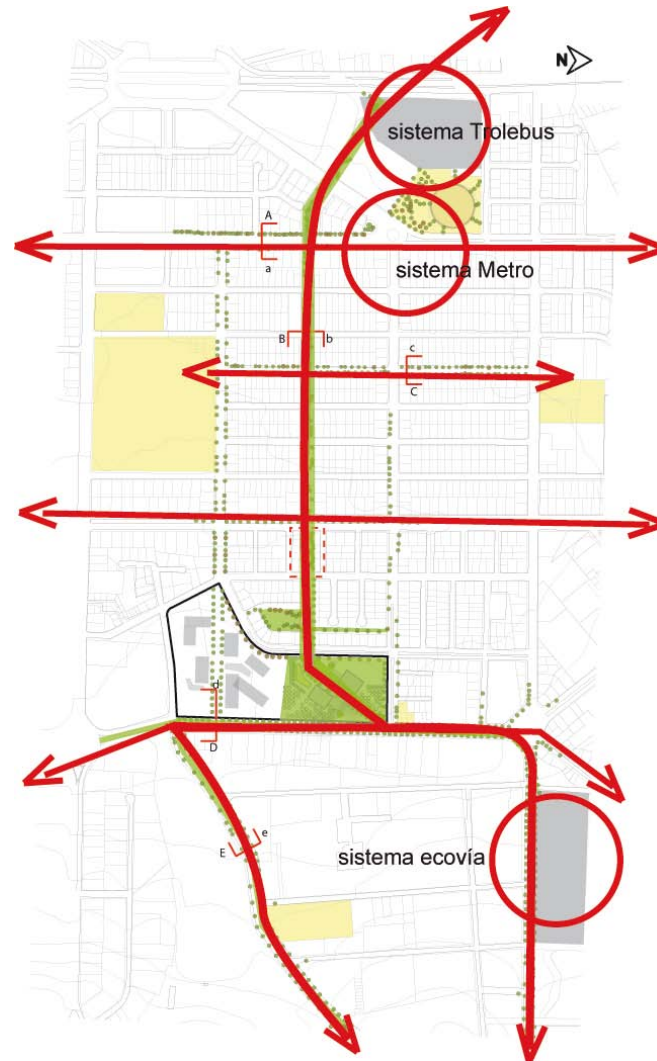 N
sistema Trolebus
A
a
sistema Metro
B b
c
C
d
D
e
E
sistema ecovía